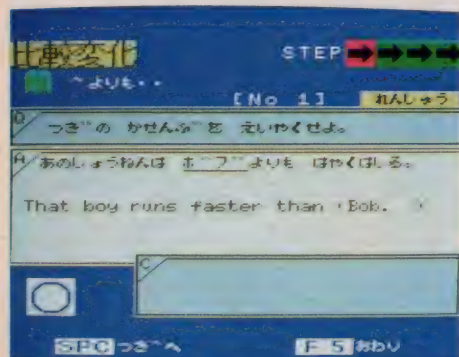 比較変化
STEP
～よりも・・
[No 1] れんしゅう
B
つぎの かせんぶを えいやくせよ。
A
あのしょうねんは ボブよりも はやくはしる。
That boy runs faster than (Bob. )
C
SPC つぎへ F 5 おわり